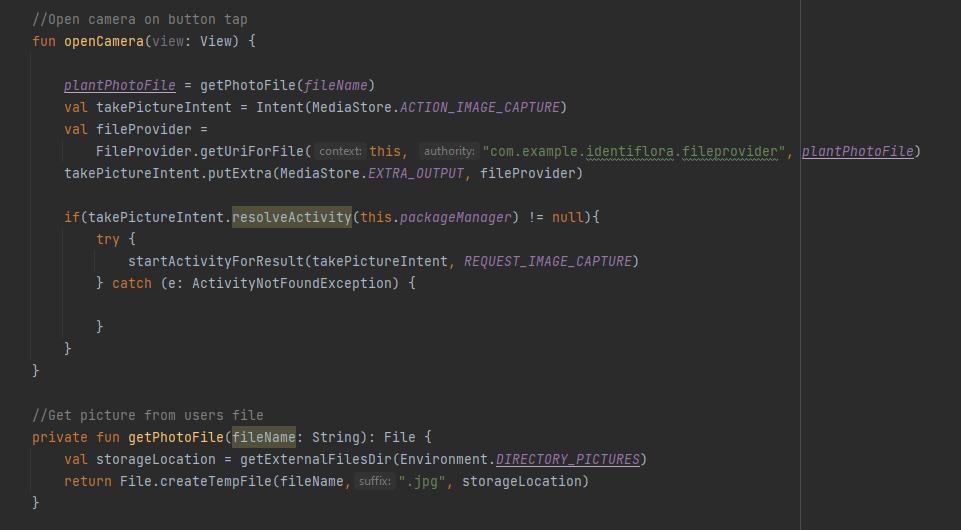 //Open camera on button tap
fun openCamera(view: View) {
plantPhotoFile = getPhotoFile(fileName)
val takePictureIntent = Intent(MediaStore.ACTION_IMAGE_CAPTURE)
val fileProvider =
FileProvider.getUriForFile( context: this, authority: "com.example.identiflora.fileprovider", plantPhotoFile)
takePictureIntent.putExtra(MediaStore.EXTRA_OUTPUT, fileProvider)
if(takePictureIntent.resolveActivity(this.packageManager) != null){
try {
startActivityForResult(takePictureIntent, REQUEST_IMAGE_CAPTURE)
} catch (e: ActivityNotFoundException) {
}
}
}
//Get picture from users file
private fun getPhotoFile(fileName: String): File {
val storageLocation = getExternalFilesDir(Environment.DIRECTORY_PICTURES)
return File.createTempFile(fileName, suffix: ".jpg", storageLocation)
}